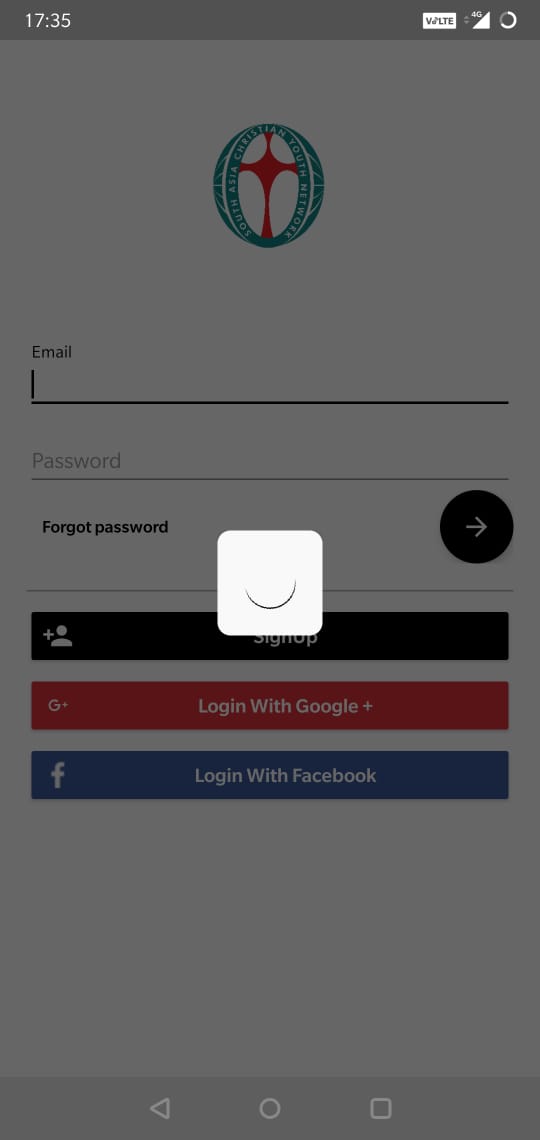 17:35
VoLTE
4G
SOUTH ASIA CHRISTIAN YOUTH NETWORK
Email
Password
Forgot password
SignUp
G+
Login With Google +
f
Login With Facebook